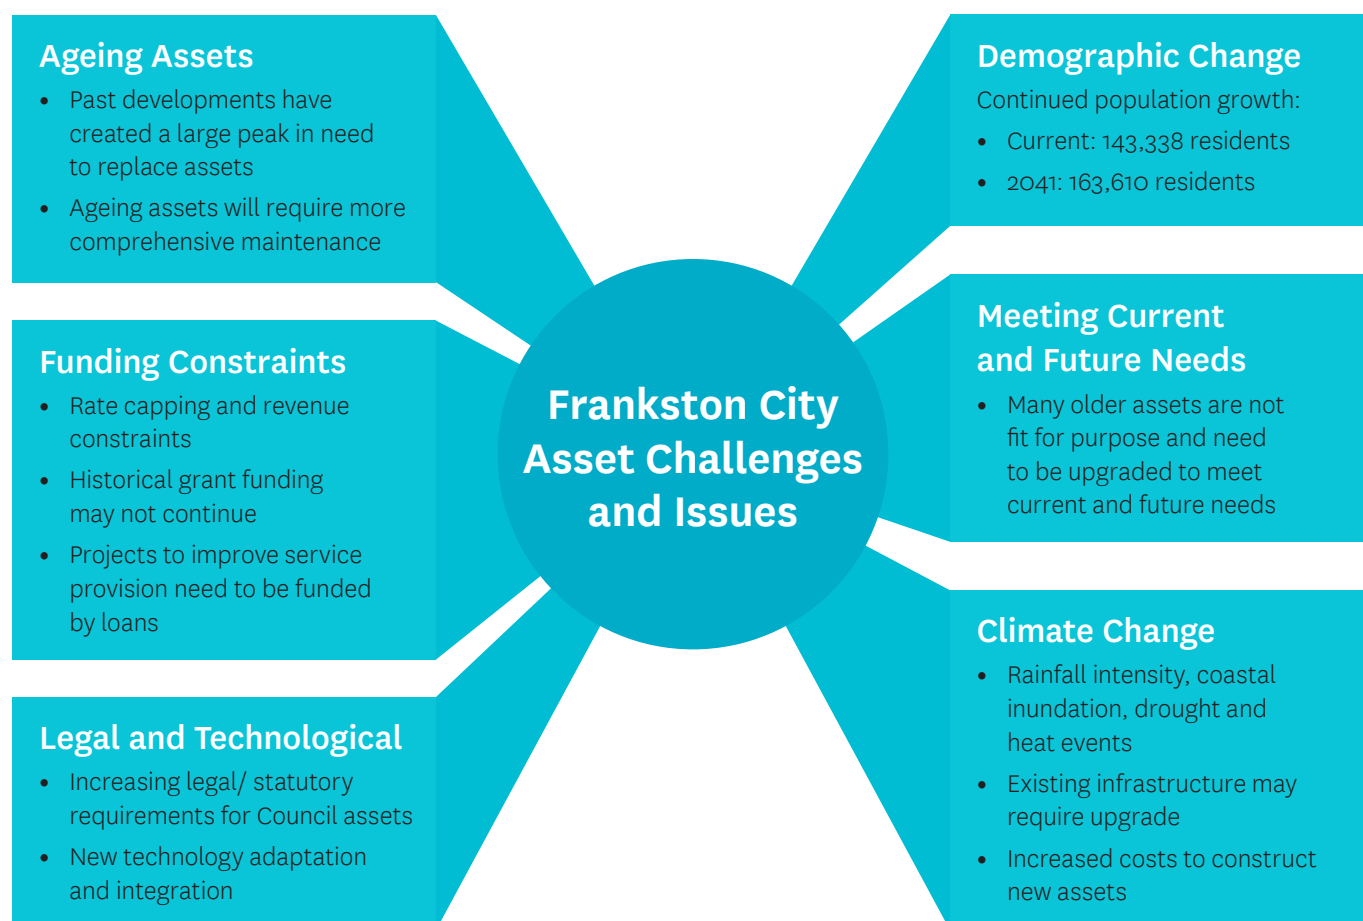 Ageing Assets
• Past developments have
created a large peak in need
to replace assets
• Ageing assets will require more
comprehensive maintenance
Funding Constraints
• Rate capping and revenue
constraints
• Historical grant funding
may not continue
• Projects to improve service
provision need to be funded
by loans
Legal and Technological
• Increasing legal/ statutory
requirements for Council assets
• New technology adaptation
and integration
Frankston City
Asset Challenges
and Issues
Demographic Change
Continued population growth:
• Current: 143,338 residents
• 2041: 163,610 residents
Meeting Current
and Future Needs
• Many older assets are not
fit for purpose and need
to be upgraded to meet
current and future needs
Climate Change
• Rainfall intensity, coastal
inundation, drought and
heat events
• Existing infrastructure may
require upgrade
• Increased costs to construct
new assets